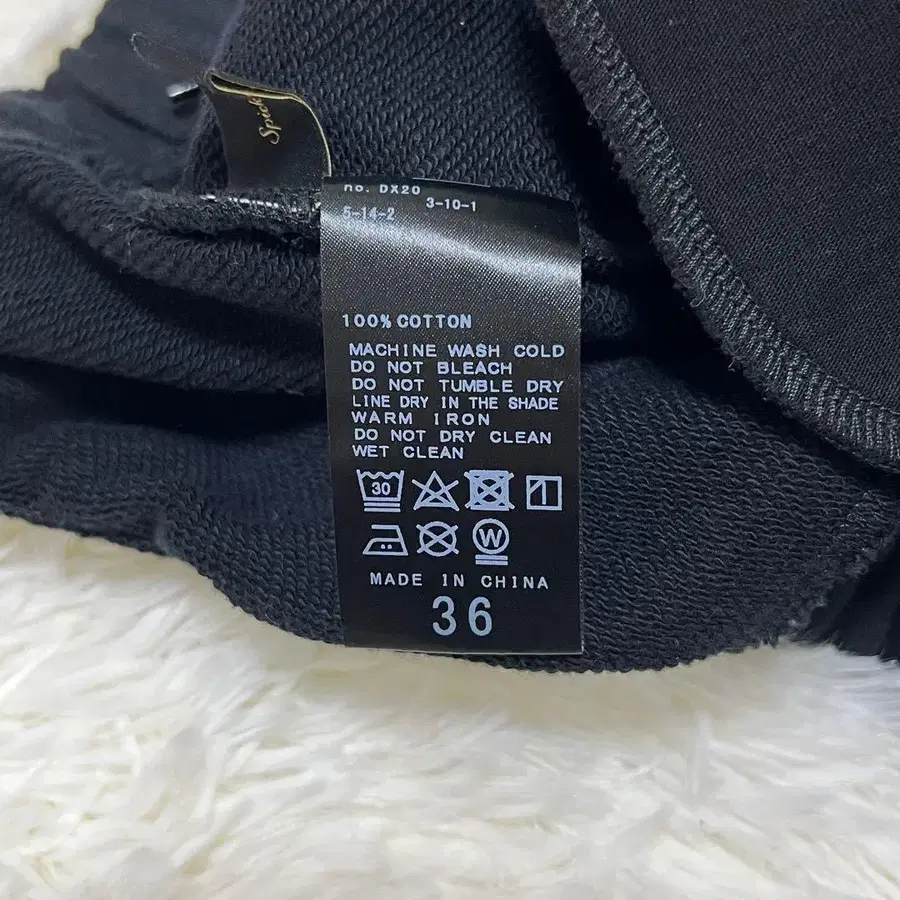 Spick
no. DX20
5-14-2 3-10-1
100% COTTON
MACHINE WASH COLD
DO NOT BLEACH
DO NOT TUMBLE DRY
LINE DRY IN THE SHADE
WARM IRON
DO NOT DRY CLEAN
WET CLEAN
30
W
MADE IN CHINA
36